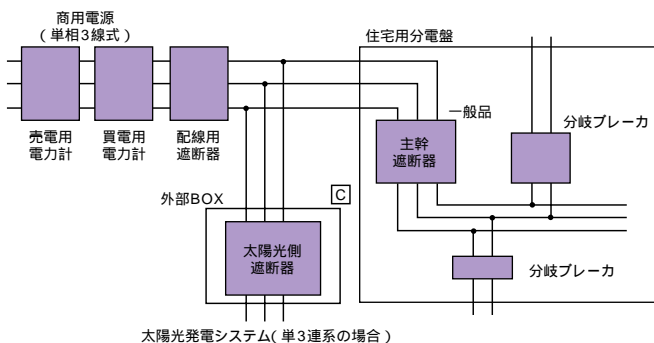 商用電源
(単相3線式)
住宅用分電盤
一般品
分岐ブレーカ
売電用
電力計
買電用
電力計
配線用
遮断器
主幹
遮断器
外部BOX
C
太陽光側
遮断器
分岐ブレーカ
太陽光発電システム(単3連系の場合)